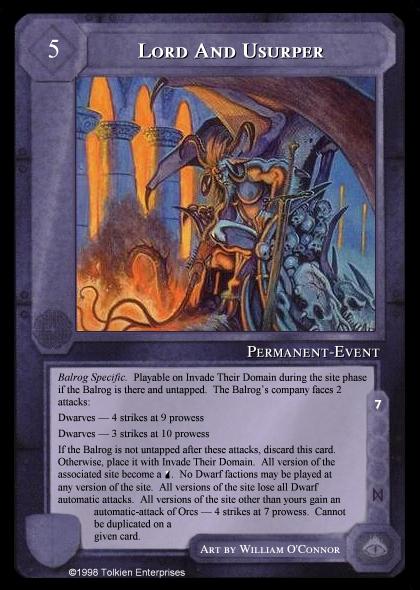 5
LORD AND USURPER
PERMANENT-EVENT
Balrog Specific. Playable on Invade Their Domain during the site phase
if the Balrog is there and untapped. The Balrog's company faces 2
attacks:
Dwarves — 4 strikes at 9 prowess
Dwarves — 3 strikes at 10 prowess
If the Balrog is not untapped after these attacks, discard this card.
Otherwise, place it with Invade Their Domain. All version of the
associated site become a . No Dwarf factions may be played at
any version of the site. All versions of the site lose all Dwarf
automatic attacks. All versions of the site other than yours gain an
automatic-attack of Orcs — 4 strikes at 7 prowess. Cannot
be duplicated on a
given card.
7
ART BY WILLIAM O'CONNOR
©1998 Tolkien Enterprises